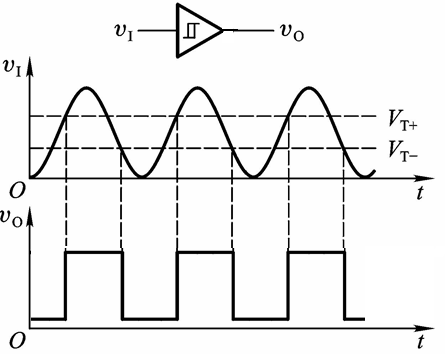 v_I v_O
v_I
V_T+
V_T−
O t
v_O
O t